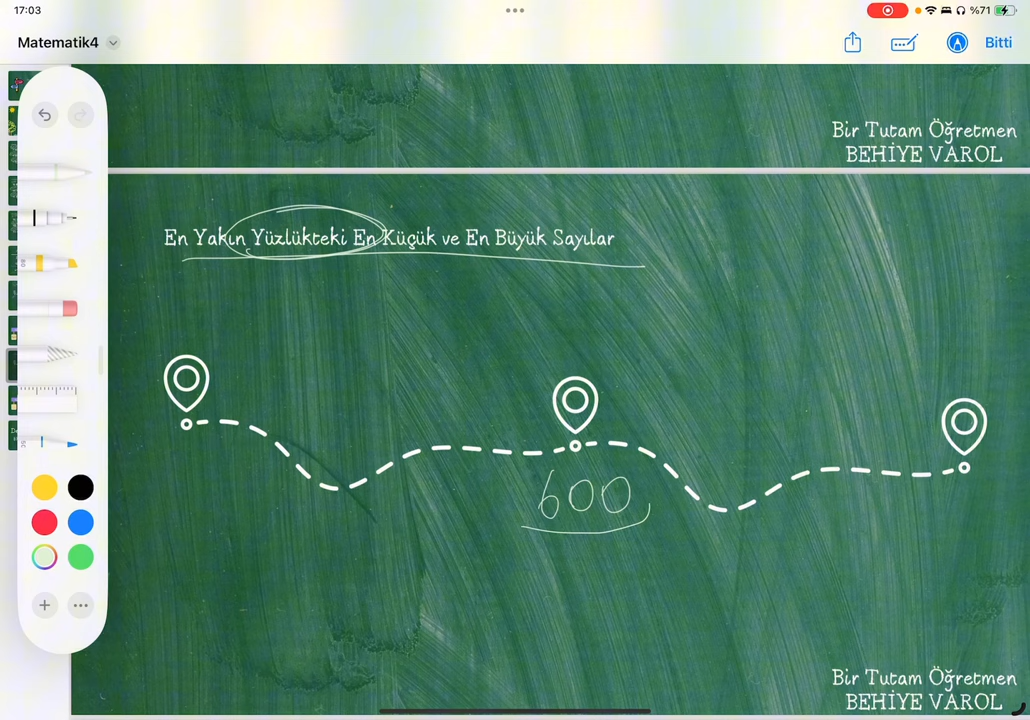 17:03
%71
Matematik4
Bitti
Bir Tutam Öğretmen
BEHİYE VAROL
En Yakın Yüzlükteki En Küçük ve En Büyük Sayılar
600
Bir Tutam Öğretmen
BEHİYE VAROL